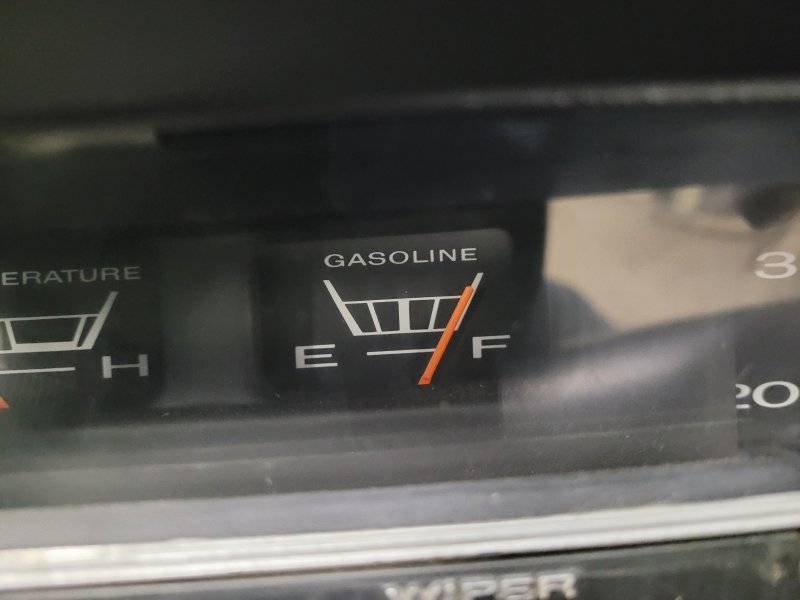 ERATURE
H
GASOLINE
E F
3
20
WIPER